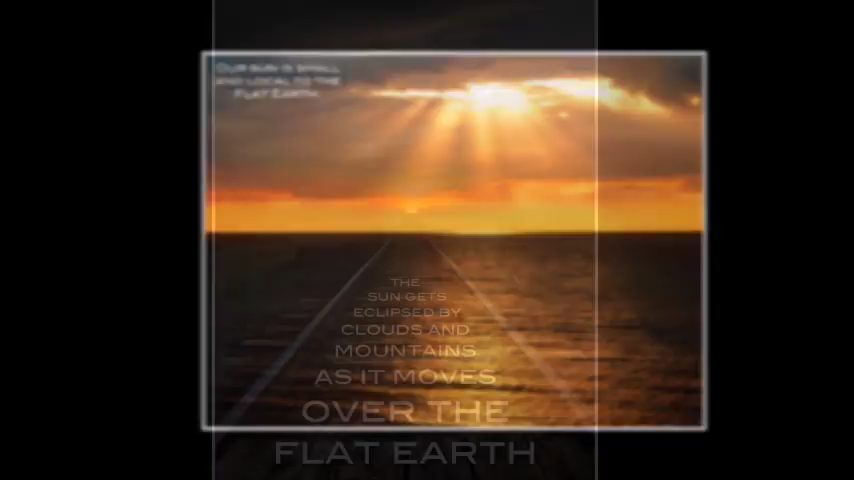 OUR SUN IS SMALL
AND LOCAL TO THE
FLAT EARTH.
THE
SUN GETS
ECLIPSED BY
CLOUDS AND
MOUNTAINS
AS IT MOVES
OVER THE
FLAT EARTH